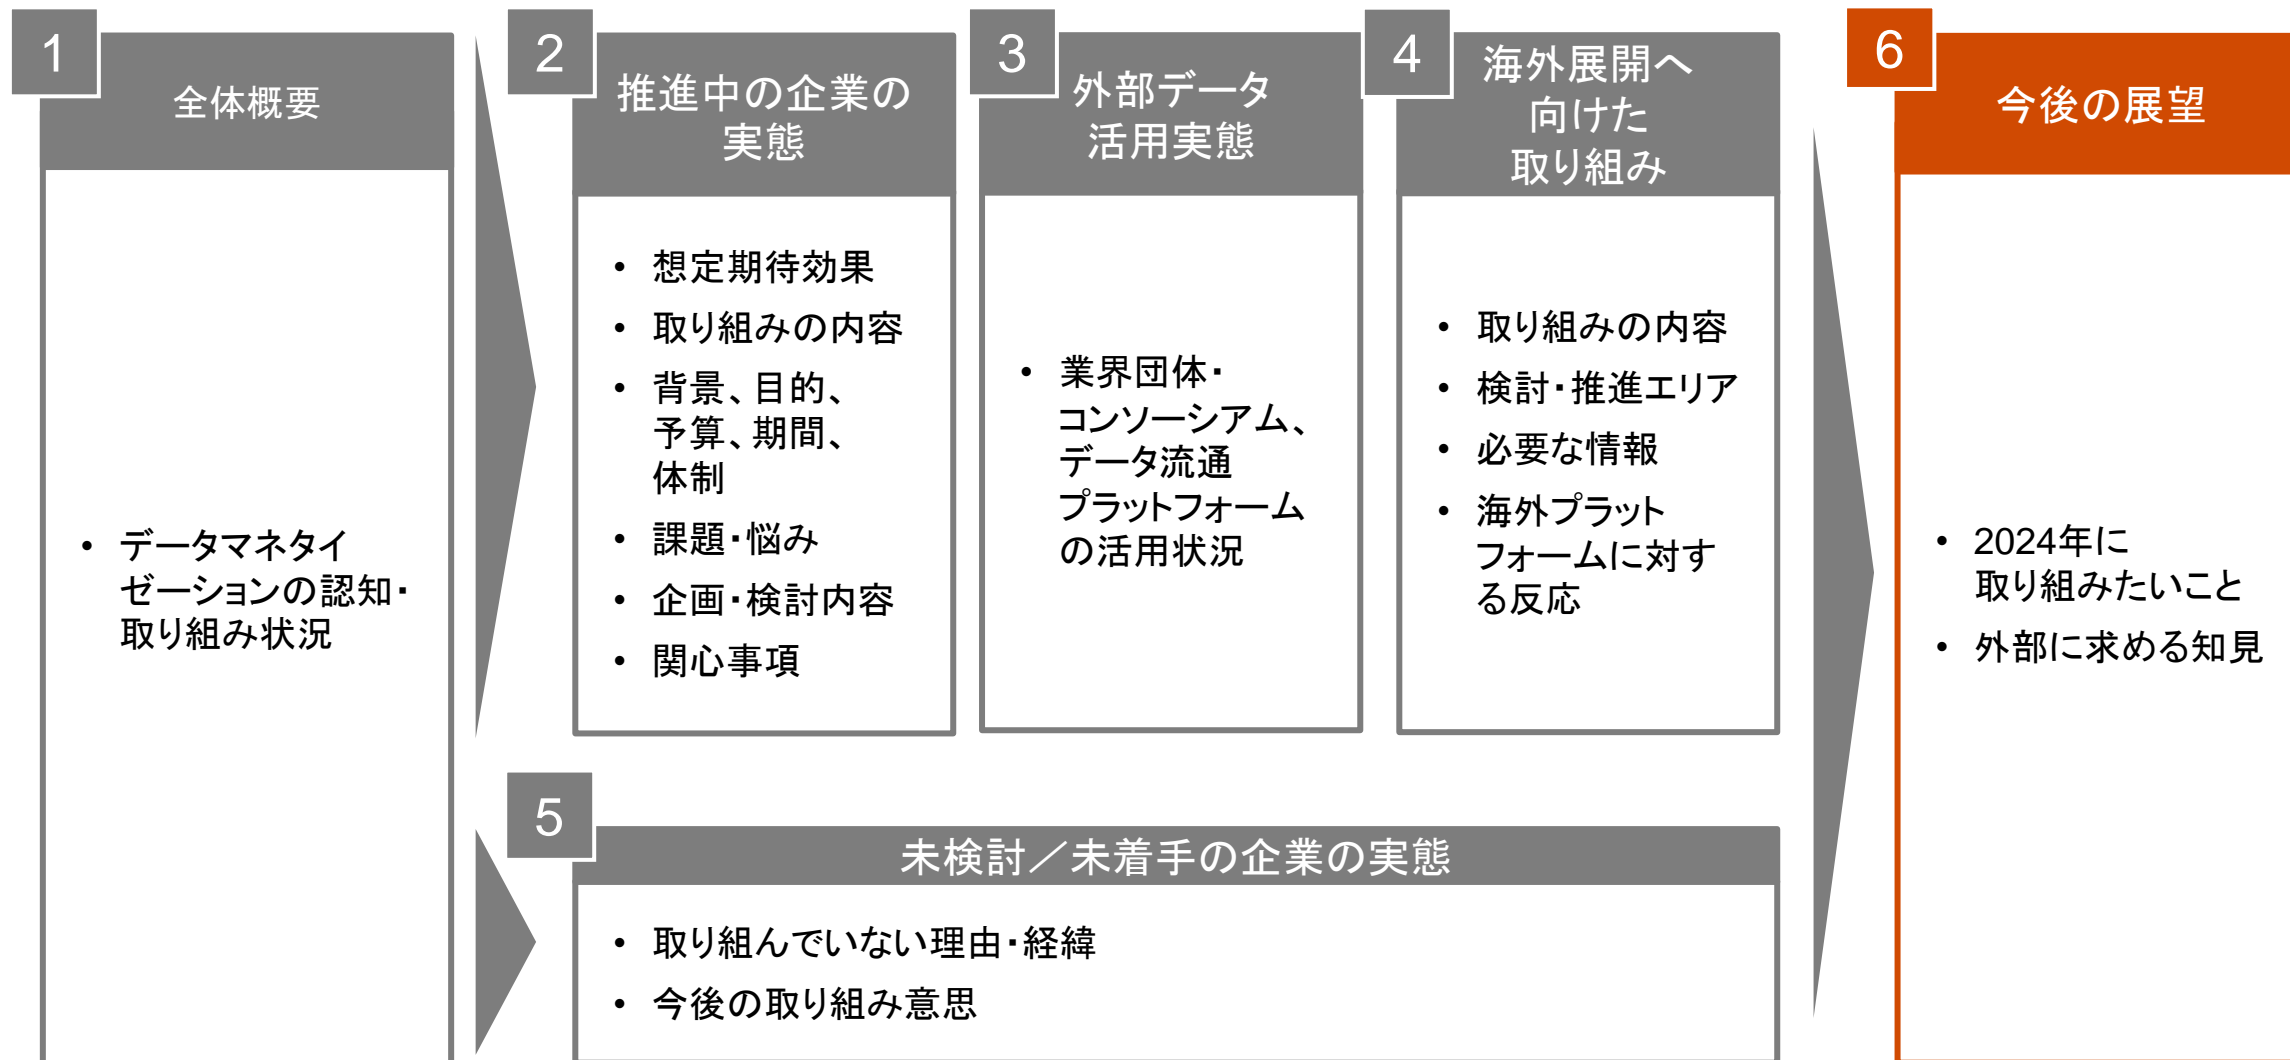 1
全体概要
• データマネタイ
ゼーションの認知・
取り組み状況
2
推進中の企業の
実態
• 想定期待効果
• 取り組みの内容
• 背景、目的、
予算、期間、
体制
• 課題・悩み
• 企画・検討内容
• 関心事項
3
外部データ
活用実態
• 業界団体・
コンソーシアム、
データ流通
プラットフォーム
の活用状況
4
海外展開へ
向けた
取り組み
• 取り組みの内容
• 検討・推進エリア
• 必要な情報
• 海外プラット
フォームに対す
る反応
5
未検討／未着手の企業の実態
• 取り組んでいない理由・経緯
• 今後の取り組み意思
6
今後の展望
• 2024年に
取り組みたいこと
• 外部に求める知見